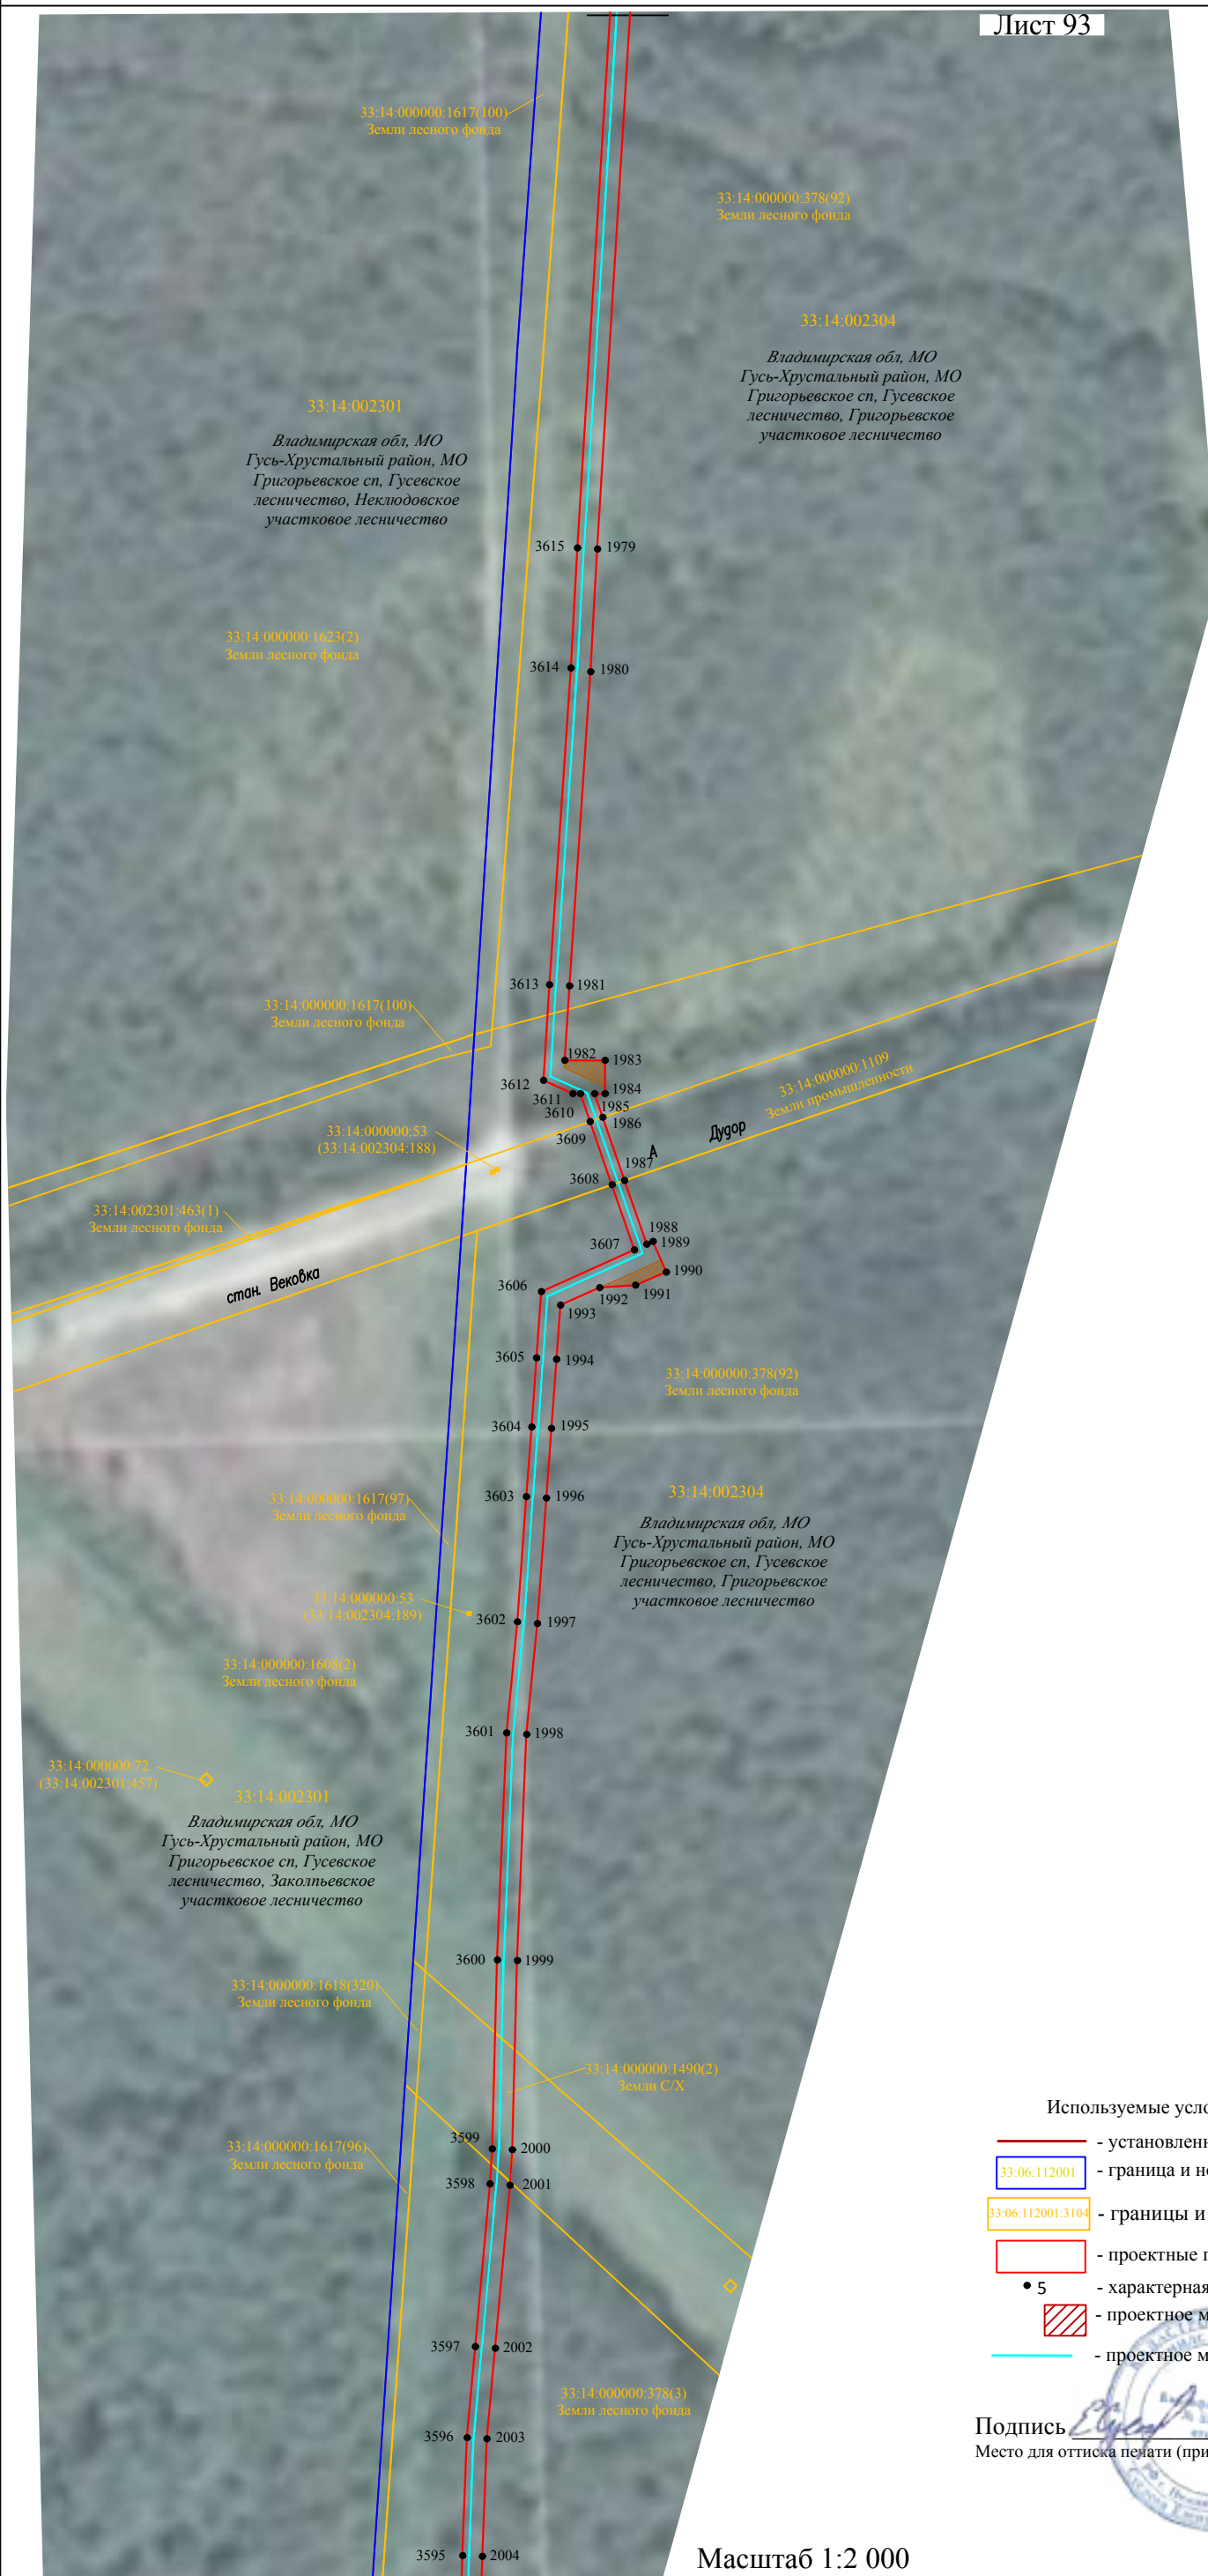 Лист 93
33:14:000000:1617(100)
Земли лесного фонда
33:14:000000:378(92)
Земли лесного фонда
33:14:002304
Владимирская обл, МО
Гусь-Хрустальный район, МО
Григорьевское сп, Гусевское
лесничество, Григорьевское
участковое лесничество
33:14:002301
Владимирская обл, МО
Гусь-Хрустальный район, МО
Григорьевское сп, Гусевское
лесничество, Неклюдовское
участковое лесничество
3615
1979
33:14:000000:1623(2)
Земли лесного фонда
3614
1980
3613
1981
33:14:000000:1617(100)
Земли лесного фонда
1982
1983
3612
3611
1984
3610
1985
1986
3609
33:14:000000:1109
Земли промышленности
33:14:000000:53
(33:14:002304:188)
А
Дудор
3608
1987
33:14:002301:463(1)
Земли лесного фонда
1988
3607
1989
1990
стан. Вековка
3606
1991
1992
1993
3605
1994
33:14:000000:378(92)
Земли лесного фонда
3604
1995
33:14:000000:1617(97)
Земли лесного фонда
3603
1996
33:14:002304
Владимирская обл, МО
Гусь-Хрустальный район, МО
Григорьевское сп, Гусевское
лесничество, Григорьевское
участковое лесничество
33:14:000000:53
(33:14:002304:189)
3602
1997
33:14:000000:1608(2)
Земли лесного фонда
3601
1998
33:14:000000:72
(33:14:002301:457)
33:14:002301
Владимирская обл, МО
Гусь-Хрустальный район, МО
Григорьевское сп, Гусевское
лесничество, Заколпьевское
участковое лесничество
3600
1999
33:14:000000:1618(320)
Земли лесного фонда
33:14:000000:1490(2)
Земли С/Х
33:14:000000:1617(96)
Земли лесного фонда
3599
2000
3598
2001
3597
2002
33:14:000000:378(3)
Земли лесного фонда
3596
2003
3595
2004
Используемые усло
- установленн
33:06:112001 - граница и но
33:06:112001:3104 - границы и
- проектные г
5 - характерная
- проектное м
- проектное м
Подпись
Место для оттиска печати (при
Масштаб 1:2 000